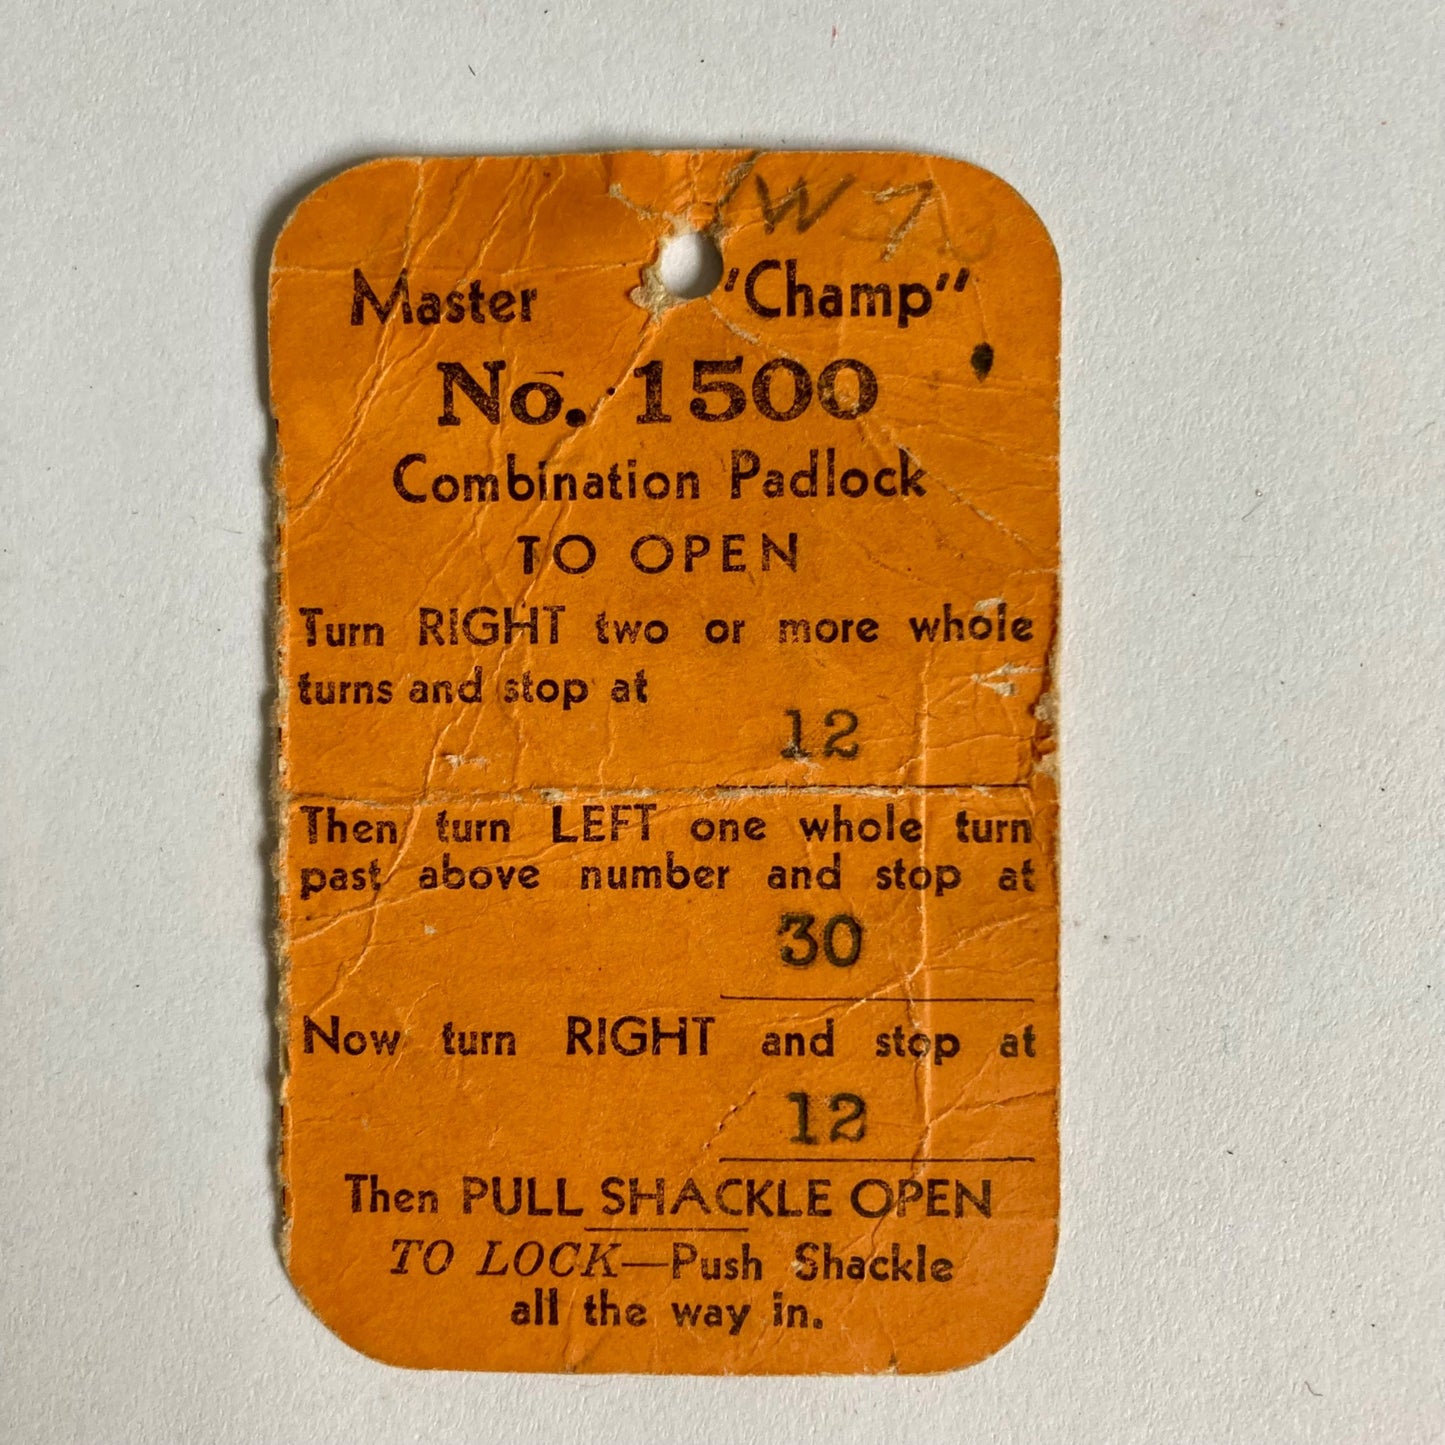 Master "Champ"
No. 1500
Combination Padlock
TO OPEN
Turn RIGHT two or more whole
turns and stop at
12
Then turn LEFT one whole turn
past above number and stop at
30
Now turn RIGHT and stop at
12
Then PULL SHACKLE OPEN
TO LOCK—Push Shackle
all the way in.